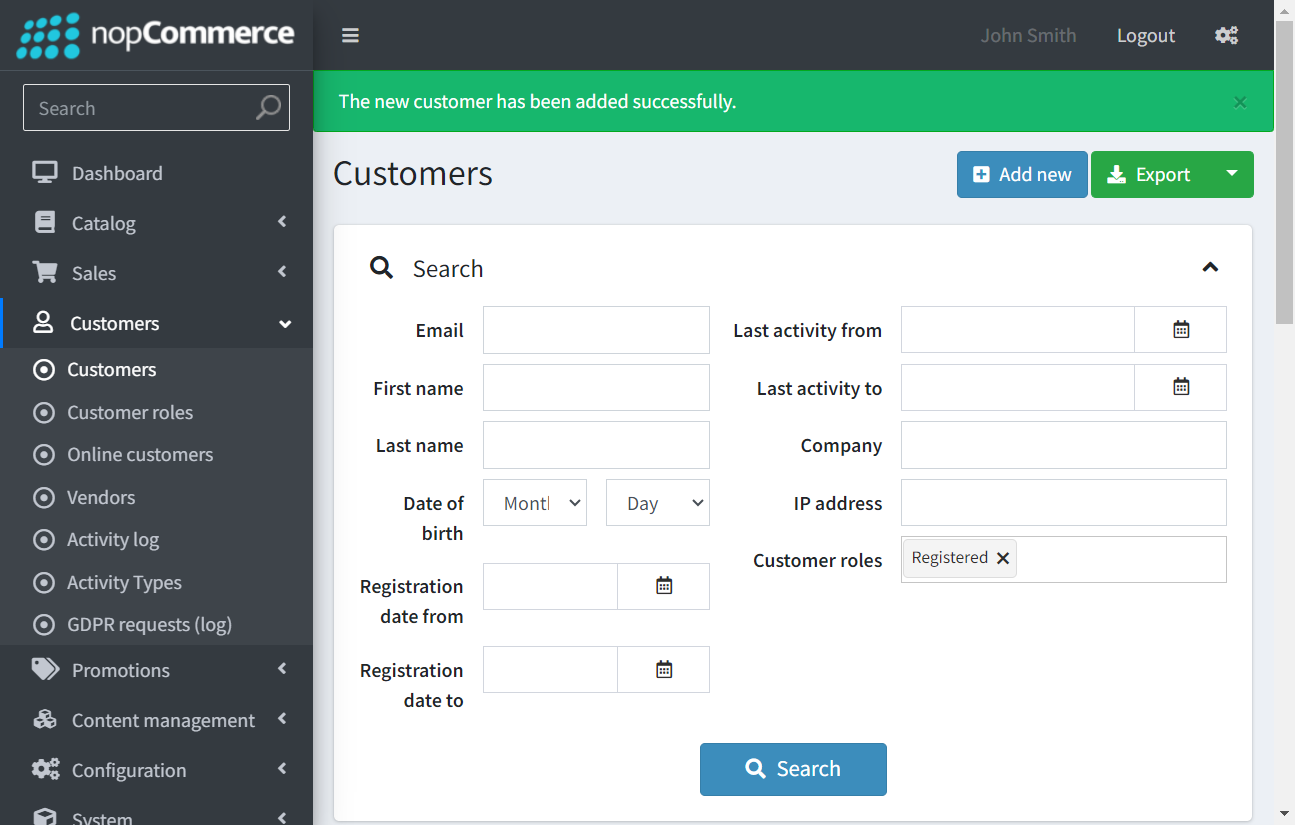 nopCommerce
John Smith
Logout
Search
The new customer has been added successfully.
×
Dashboard
Catalog
Sales
Customers
Customers
Customer roles
Online customers
Vendors
Activity log
Activity Types
GDPR requests (log)
Promotions
Content management
Configuration
System
Customers
Add new
Export
Search
Email
First name
Last name
Date of
birth
Month
Day
Registration
date from
Registration
date to
Last activity from
Last activity to
Company
IP address
Customer roles
Registered ×
Search